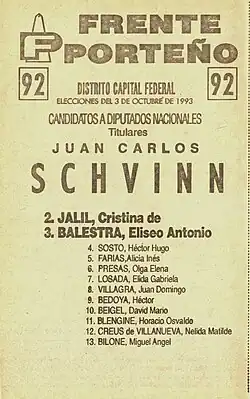 FRENTE
FP PORTEÑO
92 DISTRITO CAPITAL FEDERAL 92
ELECCIONES DEL 3 DE OCTUBRE DE 1993
CANDIDATOS A DIPUTADOS NACIONALES
Titulares
JUAN CARLOS
SCHVINN
2. JALIL, Cristina de
3. BALESTRA, Eliseo Antonio
4. SOSTO, Héctor Hugo
5. FARIAS,Alicia Inés
6. PRESAS, Olga Elena
7. LOSADA, Elida Gabriela
8. VILLAGRA, Juan Domingo
9. BEDOYA, Héctor
10. BEIGEL, David Mario
11. BLENGINE, Horacio Osvaldo
12. CREUS de VILLANUEVA, Nelida Matilde
13. BILONE, Miguel Angel